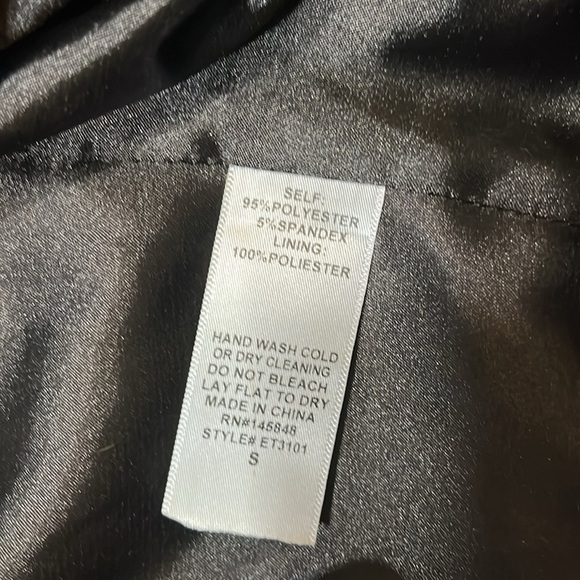 SELF:
95%POLYESTER
5%SPANDEX
LINING:
100%POLIESTER
HAND WASH COLD
OR DRY CLEANING
DO NOT BLEACH
LAY FLAT TO DRY
MADE IN CHINA
RN#145848
STYLE# ET3101
S